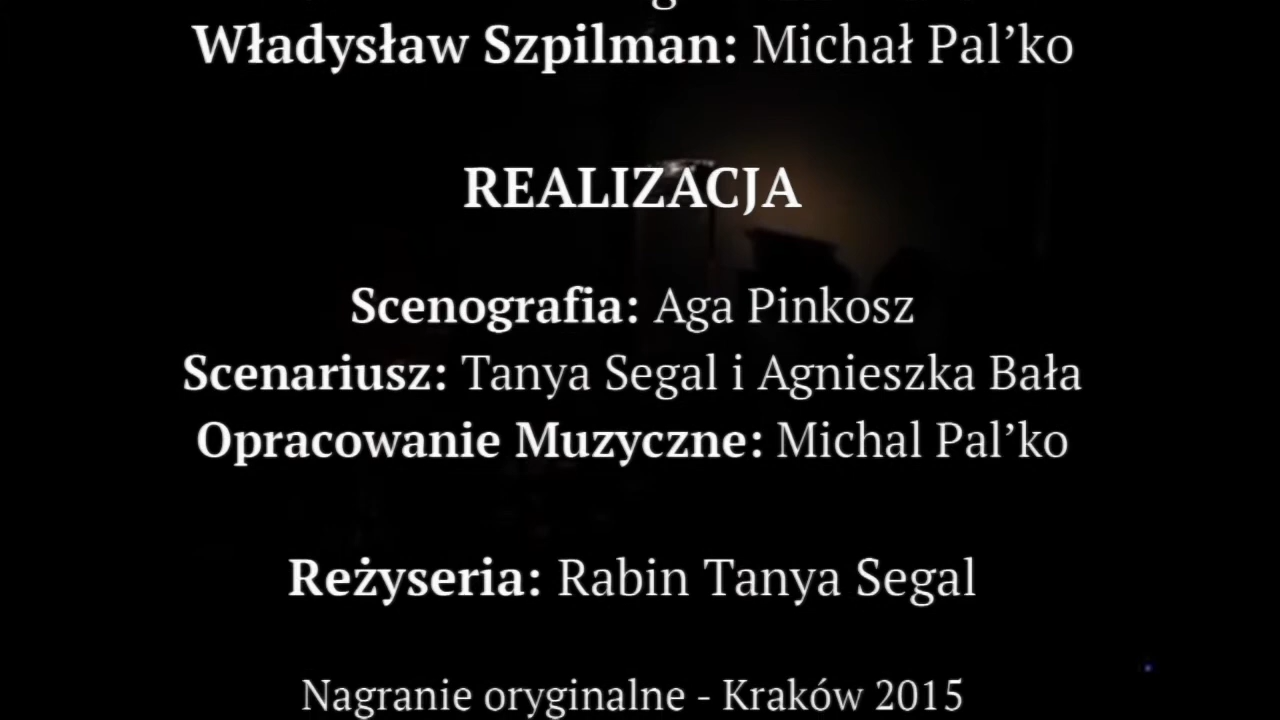 Władysław Szpilman: Michał Pal’ko
REALIZACJA
Scenografia: Aga Pinkosz
Scenariusz: Tanya Segal i Agnieszka Bała
Opracowanie Muzyczne: Michal Pal’ko
Reżyseria: Rabin Tanya Segal
Nagranie oryginalne - Kraków 2015